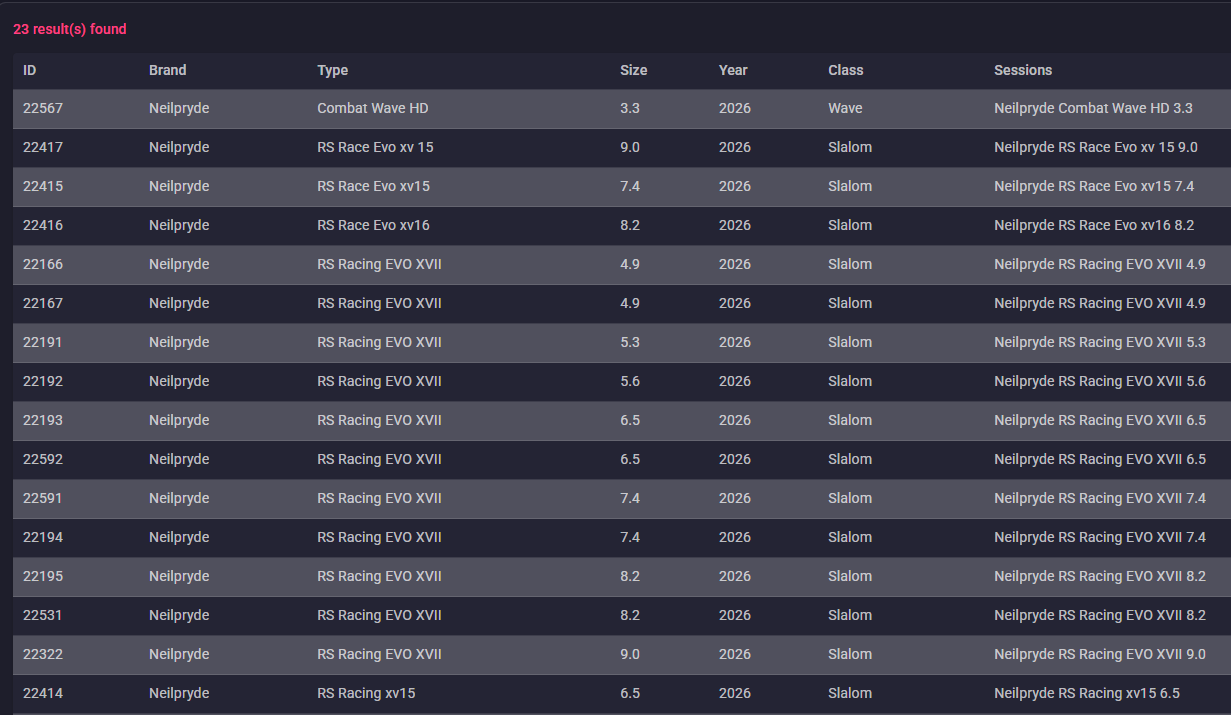 23 result(s) found
ID Brand Type Size Year Class Sessions
22567 Neilpryde Combat Wave HD 3.3 2026 Wave Neilpryde Combat Wave HD 3.3
22417 Neilpryde RS Race Evo xv 15 9.0 2026 Slalom Neilpryde RS Race Evo xv 15 9.0
22415 Neilpryde RS Race Evo xv15 7.4 2026 Slalom Neilpryde RS Race Evo xv15 7.4
22416 Neilpryde RS Race Evo xv16 8.2 2026 Slalom Neilpryde RS Race Evo xv16 8.2
22166 Neilpryde RS Racing EVO XVII 4.9 2026 Slalom Neilpryde RS Racing EVO XVII 4.9
22167 Neilpryde RS Racing EVO XVII 4.9 2026 Slalom Neilpryde RS Racing EVO XVII 4.9
22191 Neilpryde RS Racing EVO XVII 5.3 2026 Slalom Neilpryde RS Racing EVO XVII 5.3
22192 Neilpryde RS Racing EVO XVII 5.6 2026 Slalom Neilpryde RS Racing EVO XVII 5.6
22193 Neilpryde RS Racing EVO XVII 6.5 2026 Slalom Neilpryde RS Racing EVO XVII 6.5
22592 Neilpryde RS Racing EVO XVII 6.5 2026 Slalom Neilpryde RS Racing EVO XVII 6.5
22591 Neilpryde RS Racing EVO XVII 7.4 2026 Slalom Neilpryde RS Racing EVO XVII 7.4
22194 Neilpryde RS Racing EVO XVII 7.4 2026 Slalom Neilpryde RS Racing EVO XVII 7.4
22195 Neilpryde RS Racing EVO XVII 8.2 2026 Slalom Neilpryde RS Racing EVO XVII 8.2
22531 Neilpryde RS Racing EVO XVII 8.2 2026 Slalom Neilpryde RS Racing EVO XVII 8.2
22322 Neilpryde RS Racing EVO XVII 9.0 2026 Slalom Neilpryde RS Racing EVO XVII 9.0
22414 Neilpryde RS Racing xv15 6.5 2026 Slalom Neilpryde RS Racing xv15 6.5